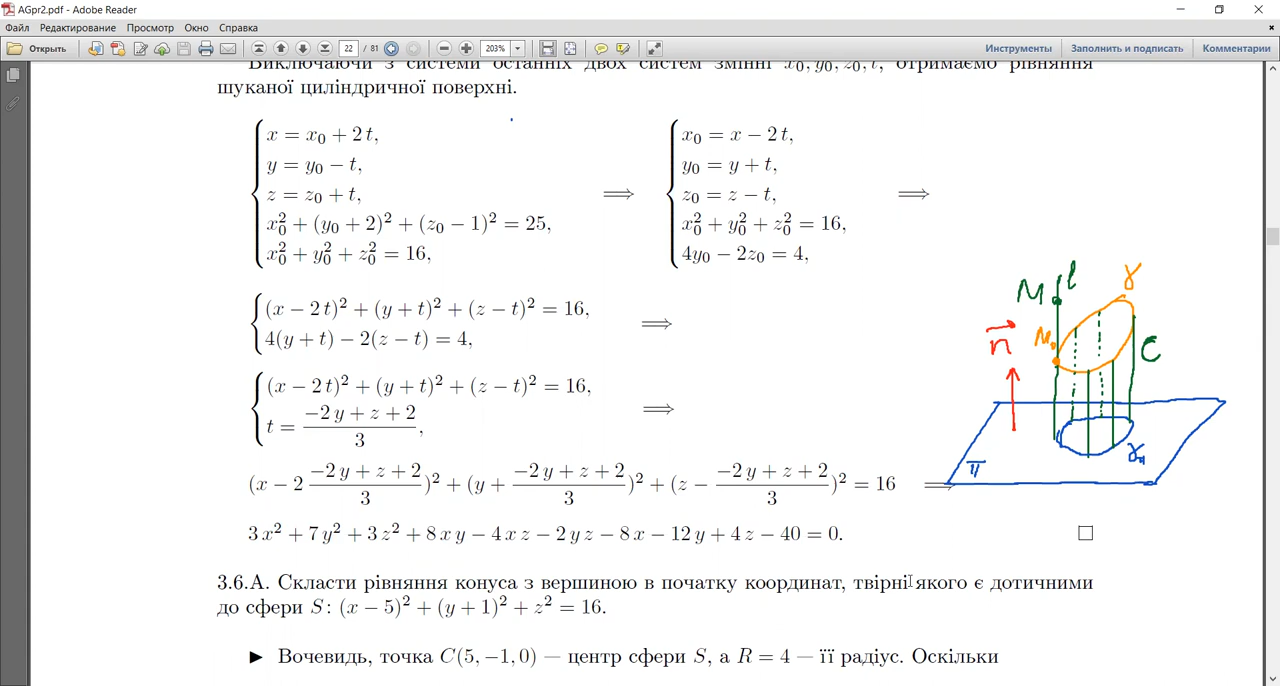 AGpr2.pdf - Adobe Reader
Файл Редактирование Просмотр Окно Справка
Открыть 22 / 81 203% Инструменты Заполнить и подписать Комментарии
Виключаючи з системи останніх двох систем змінні x₀, y₀, z₀, t, отримаємо рівняння
шуканої циліндричної поверхні.
x = x₀ + 2t, x₀ = x − 2t,
y = y₀ − t, y₀ = y + t,
z = z₀ + t, ⟹ z₀ = z − t, ⟹
x₀² + (y₀ + 2)² + (z₀ − 1)² = 25, x₀² + y₀² + z₀² = 16,
x₀² + y₀² + z₀² = 16, 4y₀ − 2z₀ = 4,
(x − 2t)² + (y + t)² + (z − t)² = 16,
4(y + t) − 2(z − t) = 4, ⟹
(x − 2t)² + (y + t)² + (z − t)² = 16,
t = (−2y + z + 2)/3, ⟹
(x − 2 (−2y + z + 2)/3)² + (y + (−2y + z + 2)/3)² + (z − (−2y + z + 2)/3)² = 16 ⟹
3x² + 7y² + 3z² + 8xy − 4xz − 2yz − 8x − 12y + 4z − 40 = 0. □
M l γ
n M₀ C
π
3.6.A. Скласти рівняння конуса з вершиною в початку координат, твірні якого є дотичними
до сфери S: (x − 5)² + (y + 1)² + z² = 16.
► Вочевидь, точка C(5, −1, 0) — центр сфери S, а R = 4 — її радіус. Оскільки